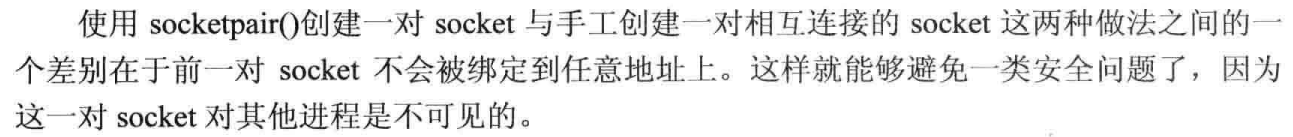 使用 socketpair()创建一对 socket 与手工创建一对相互连接的 socket 这两种做法之间的一
个差别在于前一对 socket 不会被绑定到任意地址上。这样就能够避免一类安全问题了，因为
这一对 socket 对其他进程是不可见的。